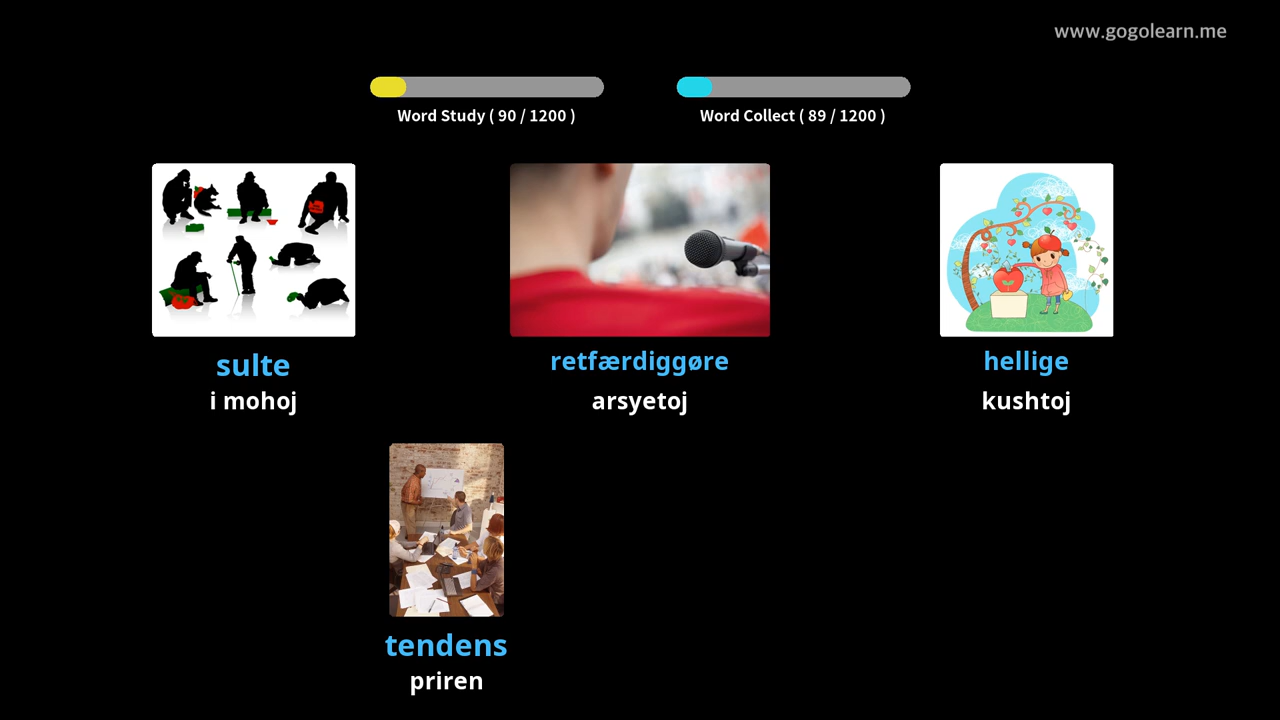 www.gogolearn.me
Word Study ( 90 / 1200 )
Word Collect ( 89 / 1200 )
sulte
i mohoj
retfærdiggøre
arsyetoj
hellige
kushtoj
tendens
priren